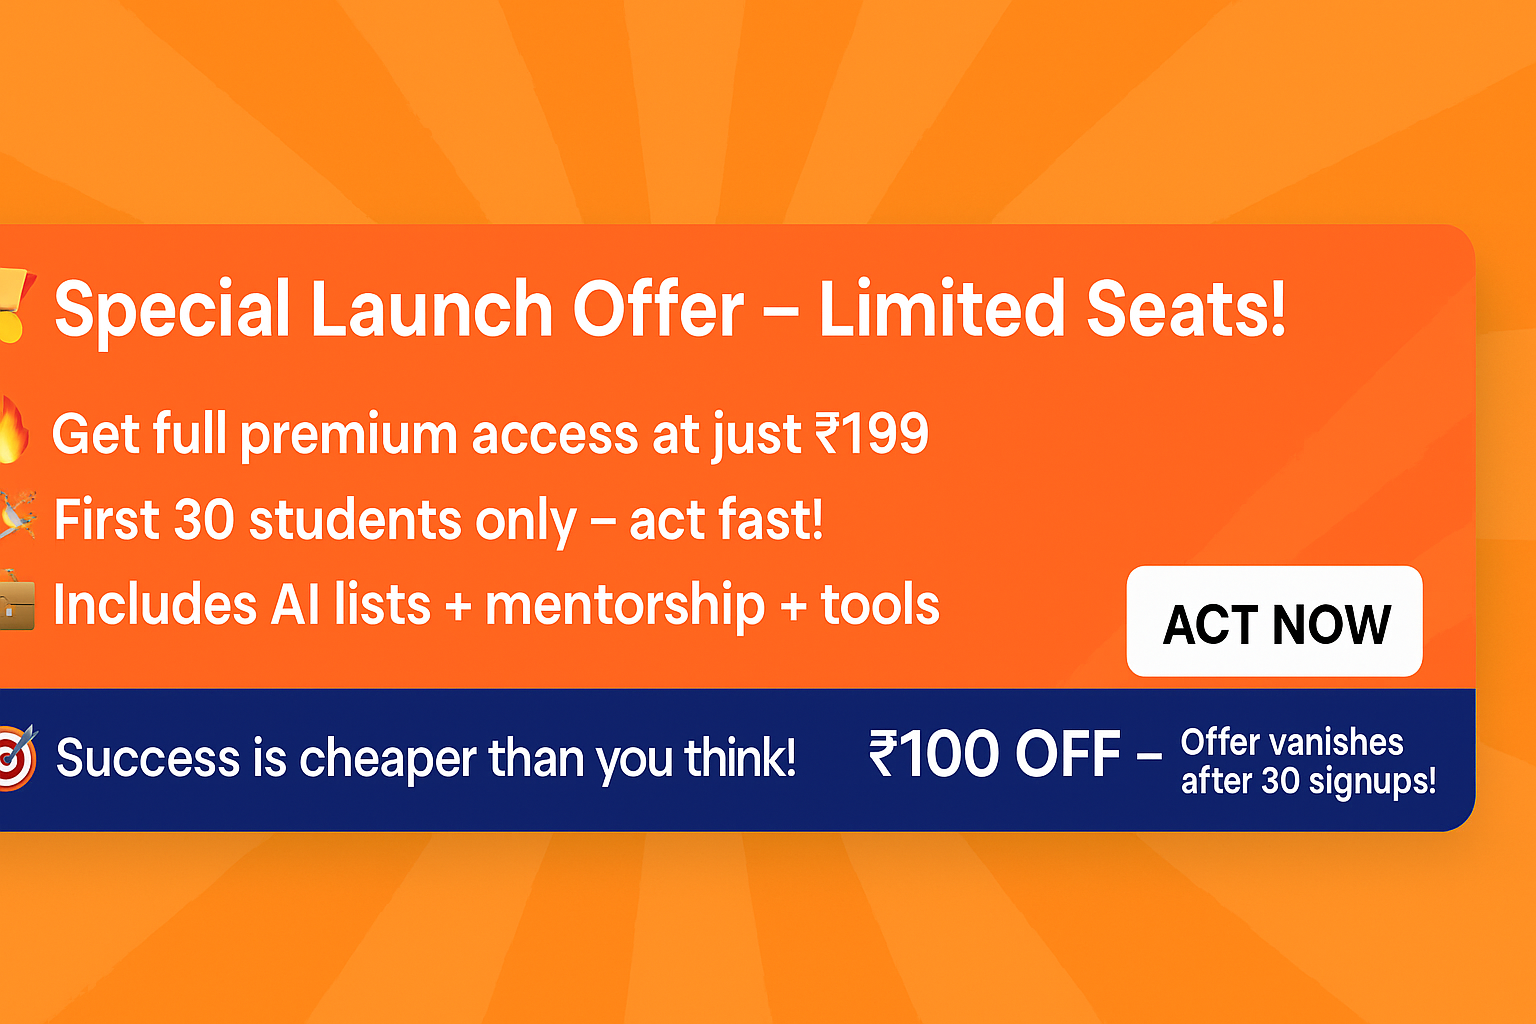 Special Launch Offer – Limited Seats!
Get full premium access at just ₹199
First 30 students only – act fast!
Includes AI lists + mentorship + tools
ACT NOW
Success is cheaper than you think!
₹100 OFF –
Offer vanishes
after 30 signups!